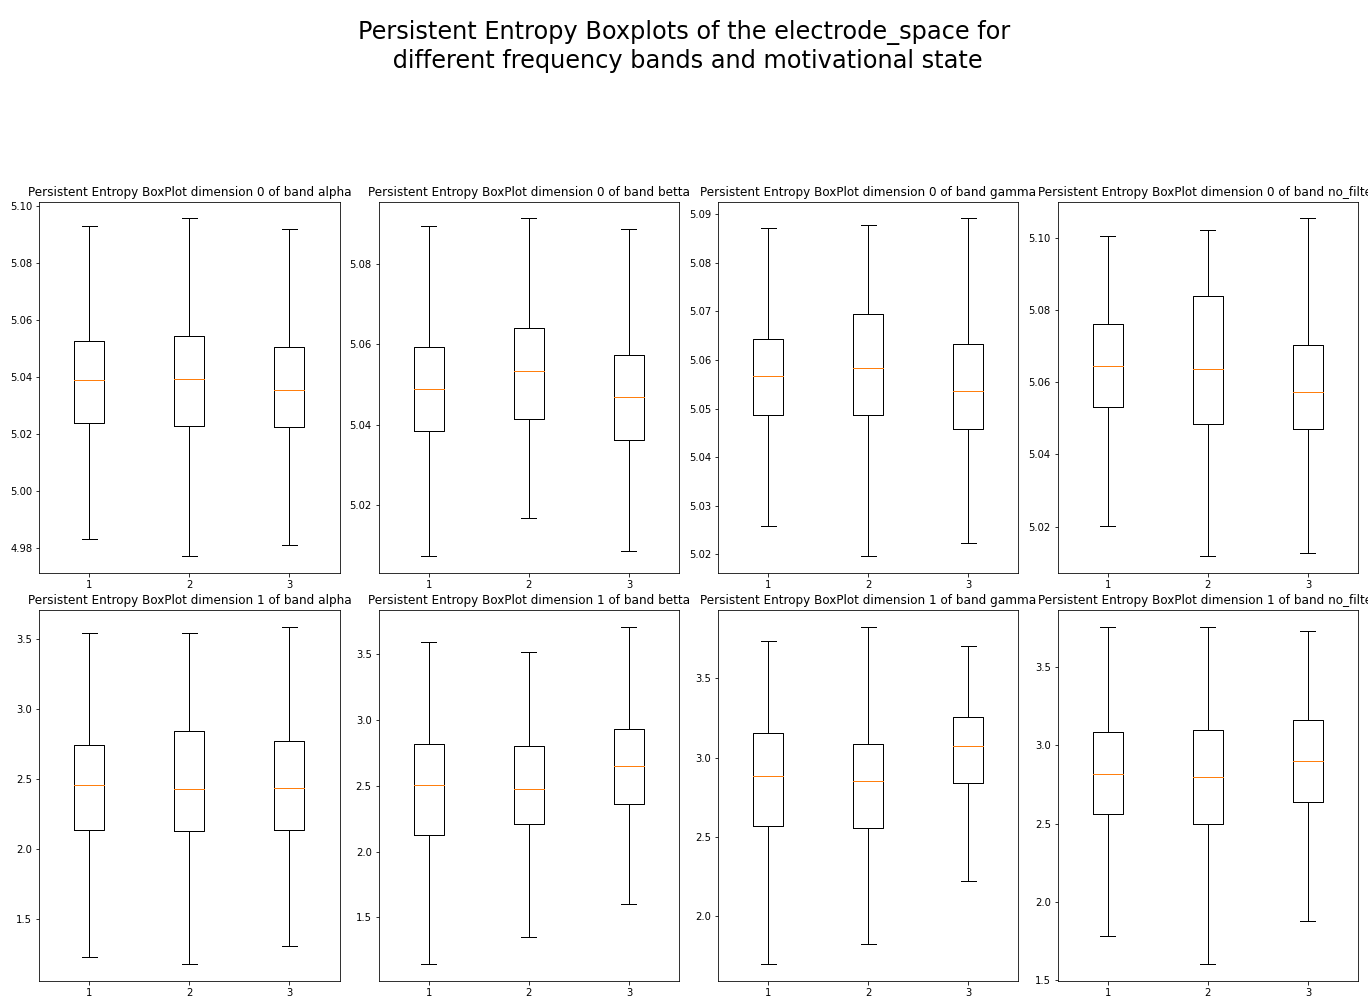 Persistent Entropy Boxplots of the electrode_space for
different frequency bands and motivational state
Persistent Entropy BoxPlot dimension 0 of band alpha
Persistent Entropy BoxPlot dimension 0 of band betta
Persistent Entropy BoxPlot dimension 0 of band gamma
Persistent Entropy BoxPlot dimension 0 of band no_filte
5.10
5.08
5.06
5.04
5.02
5.00
4.98
1 2 3
5.08
5.06
5.04
5.02
1 2 3
5.09
5.08
5.07
5.06
5.05
5.04
5.03
5.02
1 2 3
5.10
5.08
5.06
5.04
5.02
1 2 3
Persistent Entropy BoxPlot dimension 1 of band alpha
Persistent Entropy BoxPlot dimension 1 of band betta
Persistent Entropy BoxPlot dimension 1 of band gamma
Persistent Entropy BoxPlot dimension 1 of band no_filte
3.5
3.0
2.5
2.0
1.5
1 2 3
3.5
3.0
2.5
2.0
1.5
1 2 3
3.5
3.0
2.5
2.0
1 2 3
3.5
3.0
2.5
2.0
1.5
1 2 3